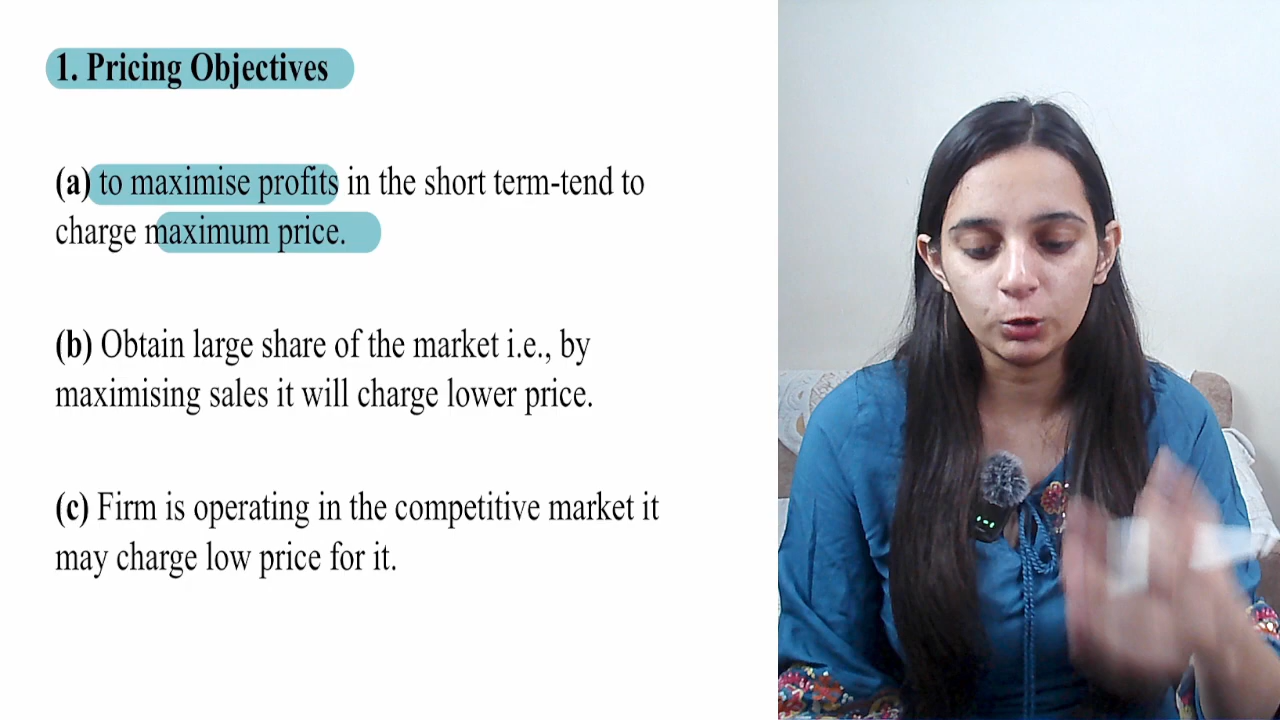 1. Pricing Objectives
(a) to maximise profits in the short term-tend to
charge maximum price.
(b) Obtain large share of the market i.e., by
maximising sales it will charge lower price.
(c) Firm is operating in the competitive market it
may charge low price for it.